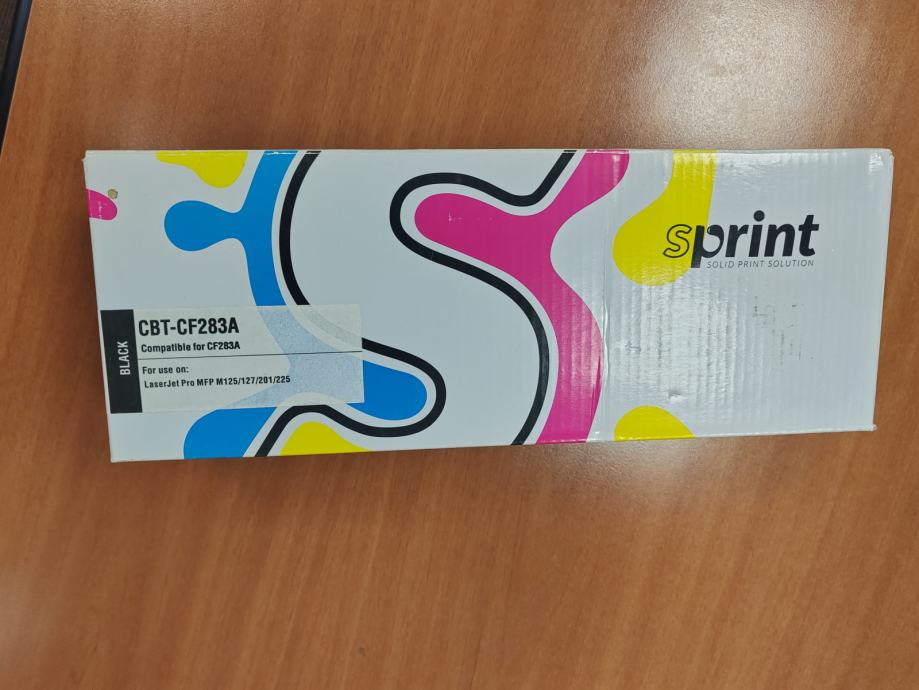 sprint
SOLID PRINT SOLUTION
BLACK
CBT-CF283A
Compatible for CF283A
For use on:
LaserJet Pro MFP M125/127/201/225